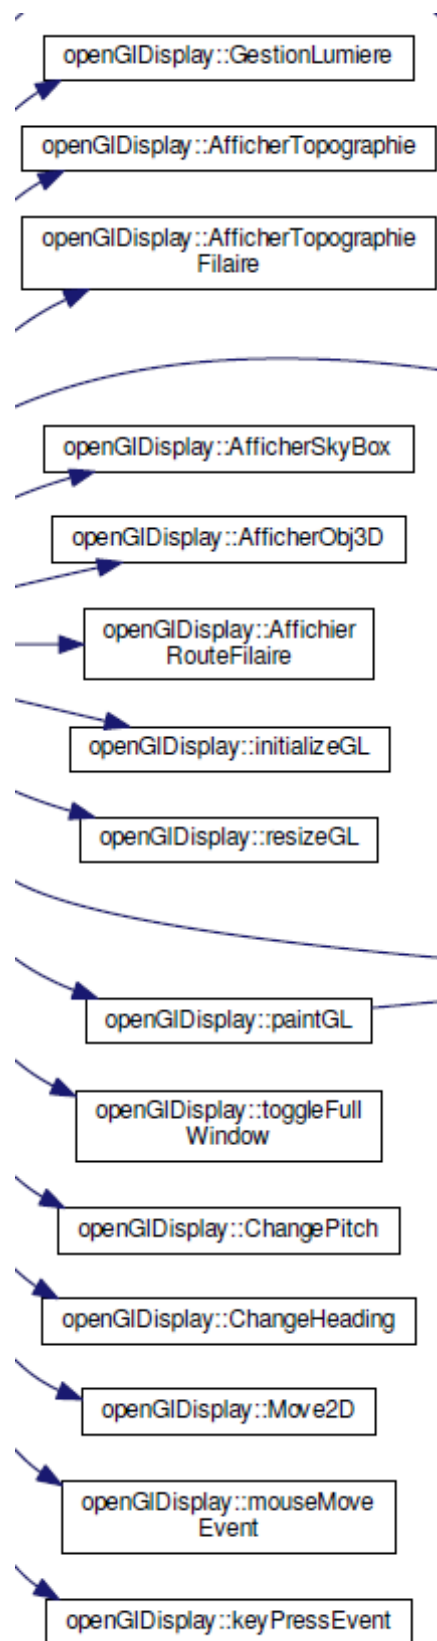 openGlDisplay::GestionLumiere
openGlDisplay::AfficherTopographie
openGlDisplay::AfficherTopographie
Filaire
openGlDisplay::AfficherSkyBox
openGlDisplay::AfficherObj3D
openGlDisplay::Affichier
RouteFilaire
openGlDisplay::initializeGL
openGlDisplay::resizeGL
openGlDisplay::paintGL
openGlDisplay::toggleFull
Window
openGlDisplay::ChangePitch
openGlDisplay::ChangeHeading
openGlDisplay::Move2D
openGlDisplay::mouseMove
Event
openGlDisplay::keyPressEvent